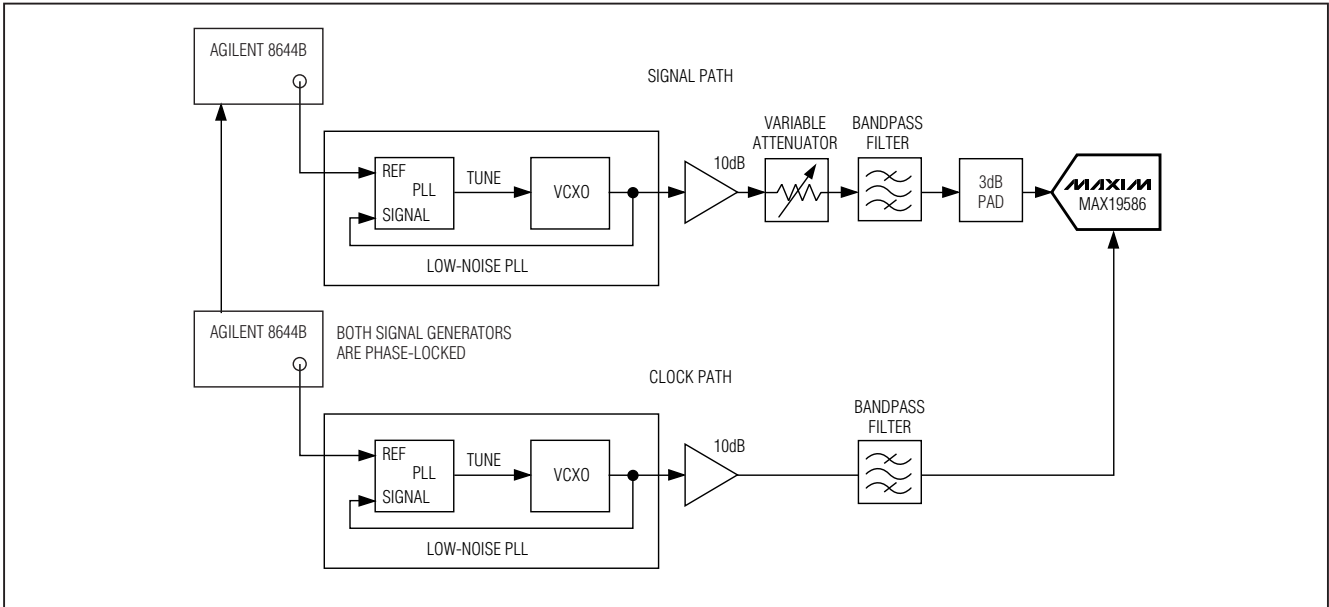 AGILENT 8644B
SIGNAL PATH
REF
PLL
SIGNAL
TUNE
VCXO
LOW-NOISE PLL
10dB
VARIABLE
ATTENUATOR
BANDPASS
FILTER
3dB
PAD
MAXIM
MAX19586
AGILENT 8644B
BOTH SIGNAL GENERATORS
ARE PHASE-LOCKED
CLOCK PATH
REF
PLL
SIGNAL
TUNE
VCXO
LOW-NOISE PLL
10dB
BANDPASS
FILTER